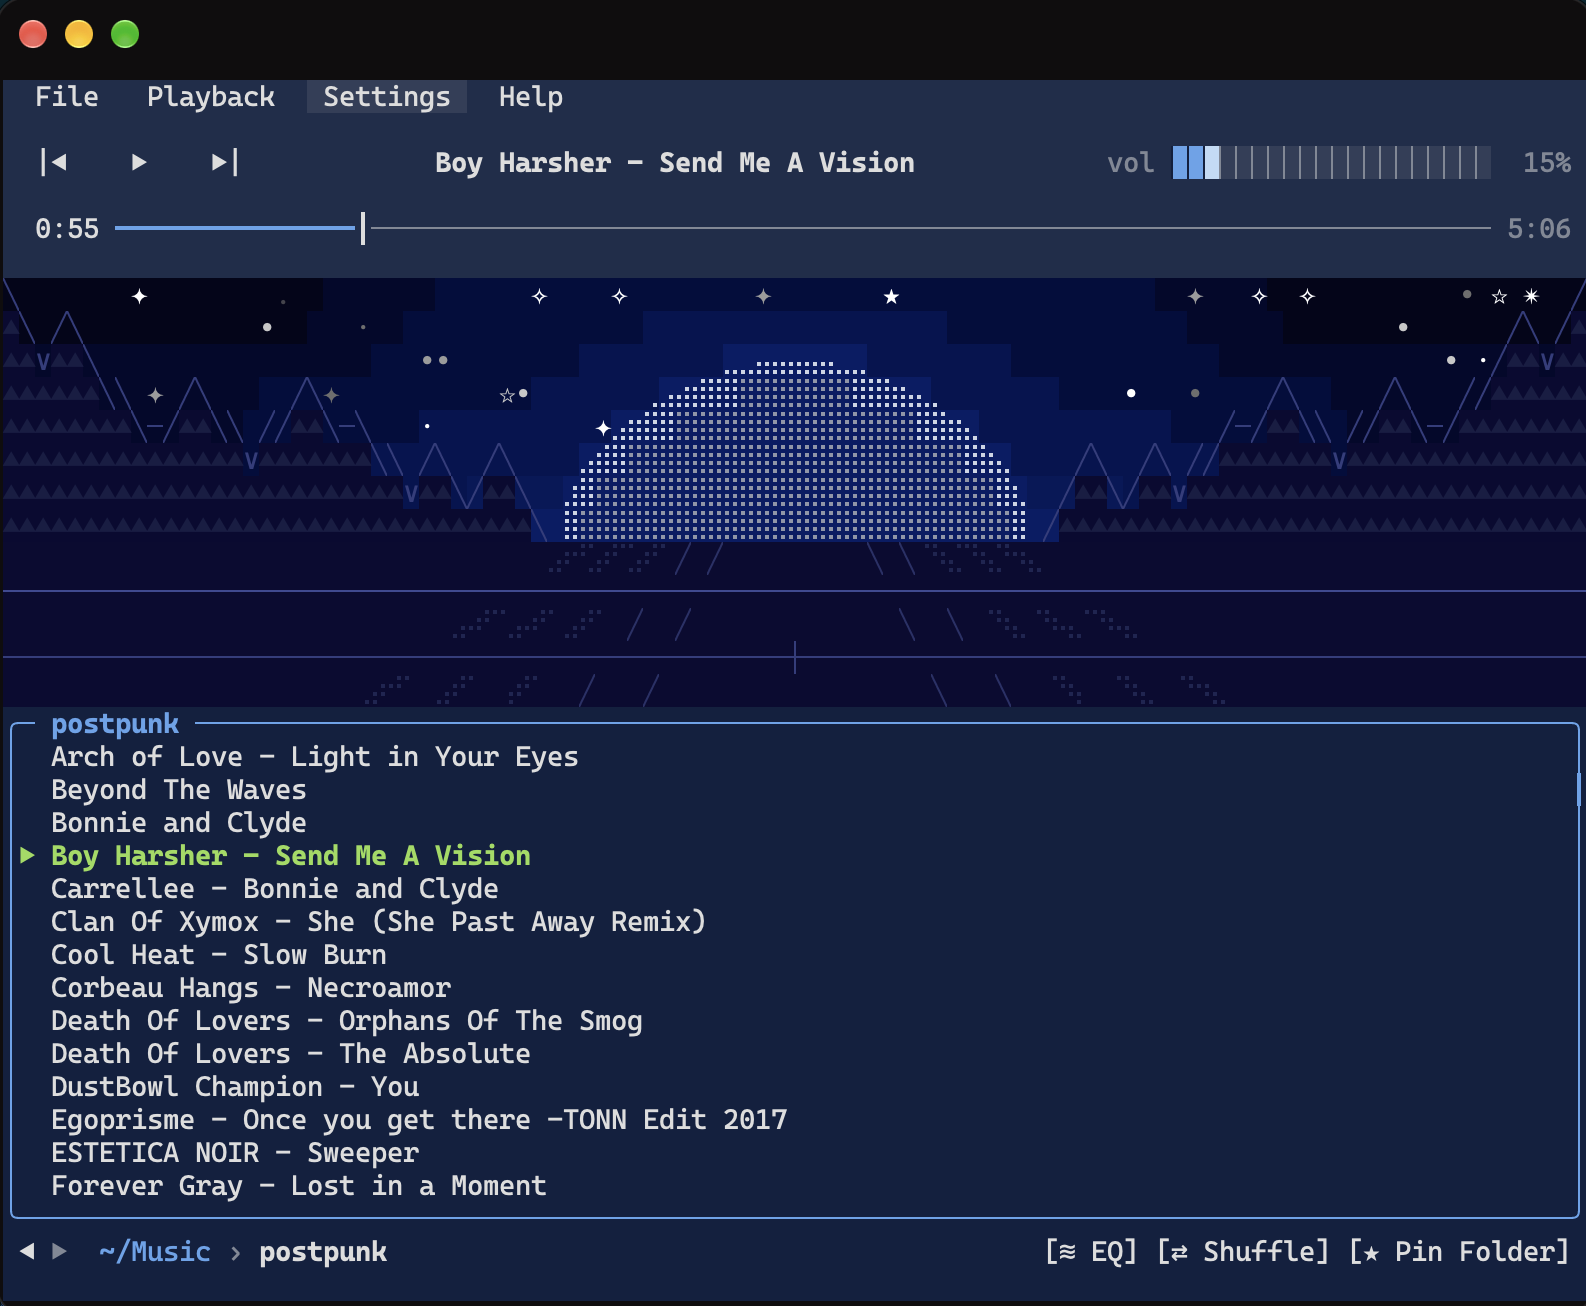 File Playback Settings Help
Boy Harsher – Send Me A Vision vol 15%
0:55 5:06
postpunk
Arch of Love – Light in Your Eyes
Beyond The Waves
Bonnie and Clyde
Boy Harsher – Send Me A Vision
Carrellee – Bonnie and Clyde
Clan Of Xymox – She (She Past Away Remix)
Cool Heat – Slow Burn
Corbeau Hangs – Necroamor
Death Of Lovers – Orphans Of The Smog
Death Of Lovers – The Absolute
DustBowl Champion – You
Egoprisme – Once you get there –TONN Edit 2017
ESTETICA NOIR – Sweeper
Forever Gray – Lost in a Moment
~/Music › postpunk [≋ EQ] [⇄ Shuffle] [★ Pin Folder]